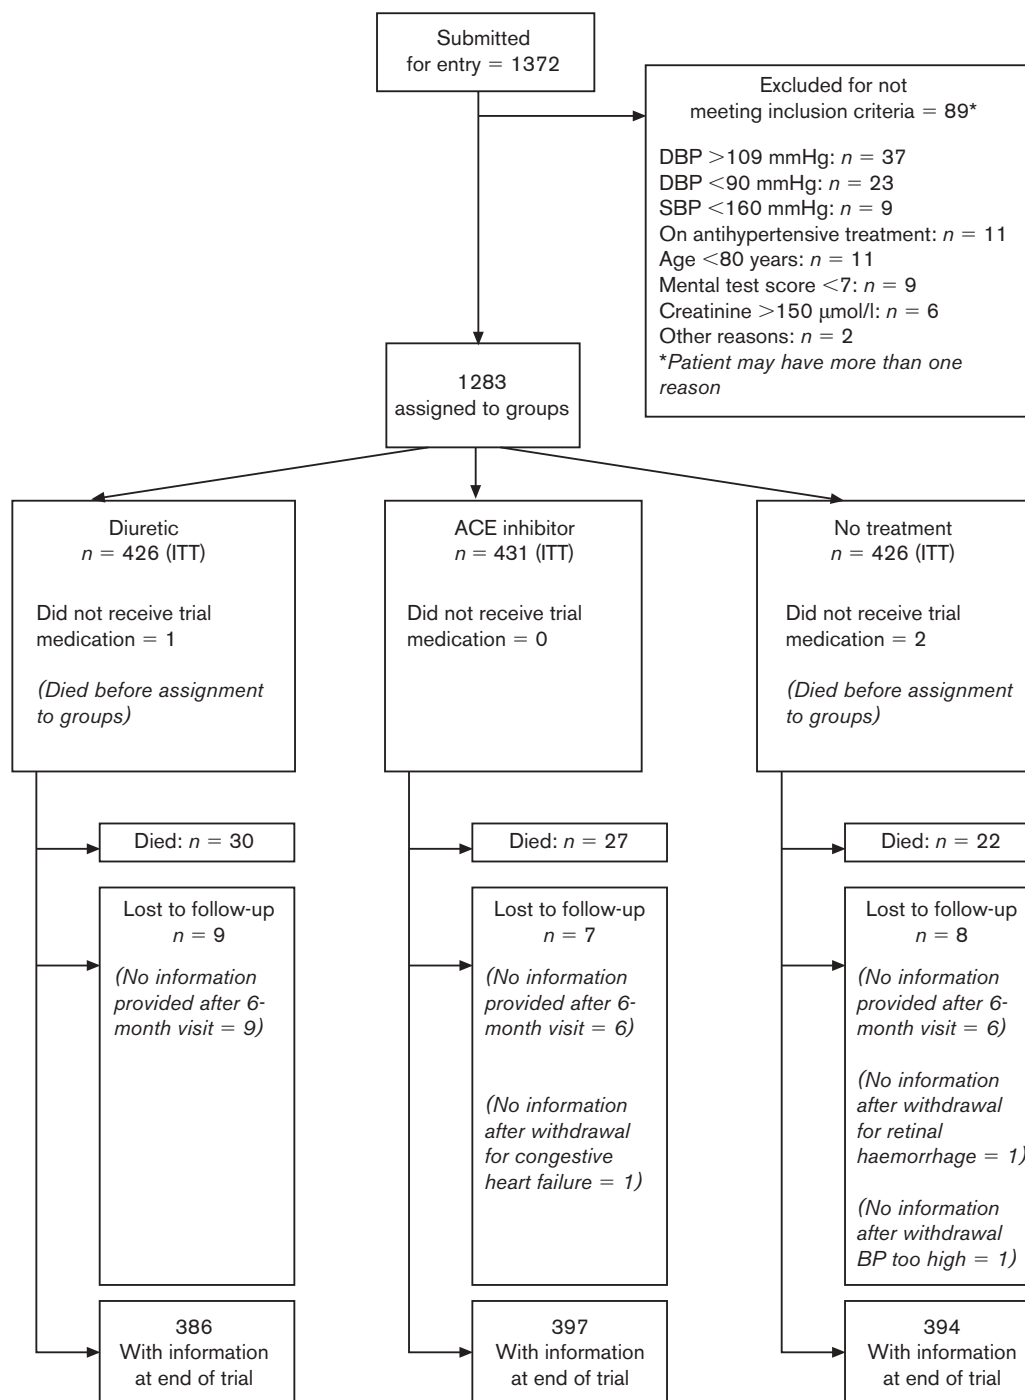 Submitted
for entry = 1372
Excluded for not
meeting inclusion criteria = 89*
DBP >109 mmHg: n = 37
DBP <90 mmHg: n = 23
SBP <160 mmHg: n = 9
On antihypertensive treatment: n = 11
Age <80 years: n = 11
Mental test score <7: n = 9
Creatinine >150 μmol/l: n = 6
Other reasons: n = 2
*Patient may have more than one
reason
1283
assigned to groups
Diuretic
n = 426 (ITT)
Did not receive trial
medication = 1
(Died before assignment
to groups)
ACE inhibitor
n = 431 (ITT)
Did not receive trial
medication = 0
No treatment
n = 426 (ITT)
Did not receive trial
medication = 2
(Died before assignment
to groups)
Died: n = 30
Died: n = 27
Died: n = 22
Lost to follow-up
n = 9
(No information
provided after 6-
month visit = 9)
Lost to follow-up
n = 7
(No information
provided after 6-
month visit = 6)
(No information
after withdrawal
for congestive
heart failure = 1)
Lost to follow-up
n = 8
(No information
provided after 6-
month visit = 6)
(No information
after withdrawal
for retinal
haemorrhage = 1)
(No information
after withdrawal
BP too high = 1)
386
With information
at end of trial
397
With information
at end of trial
394
With information
at end of trial